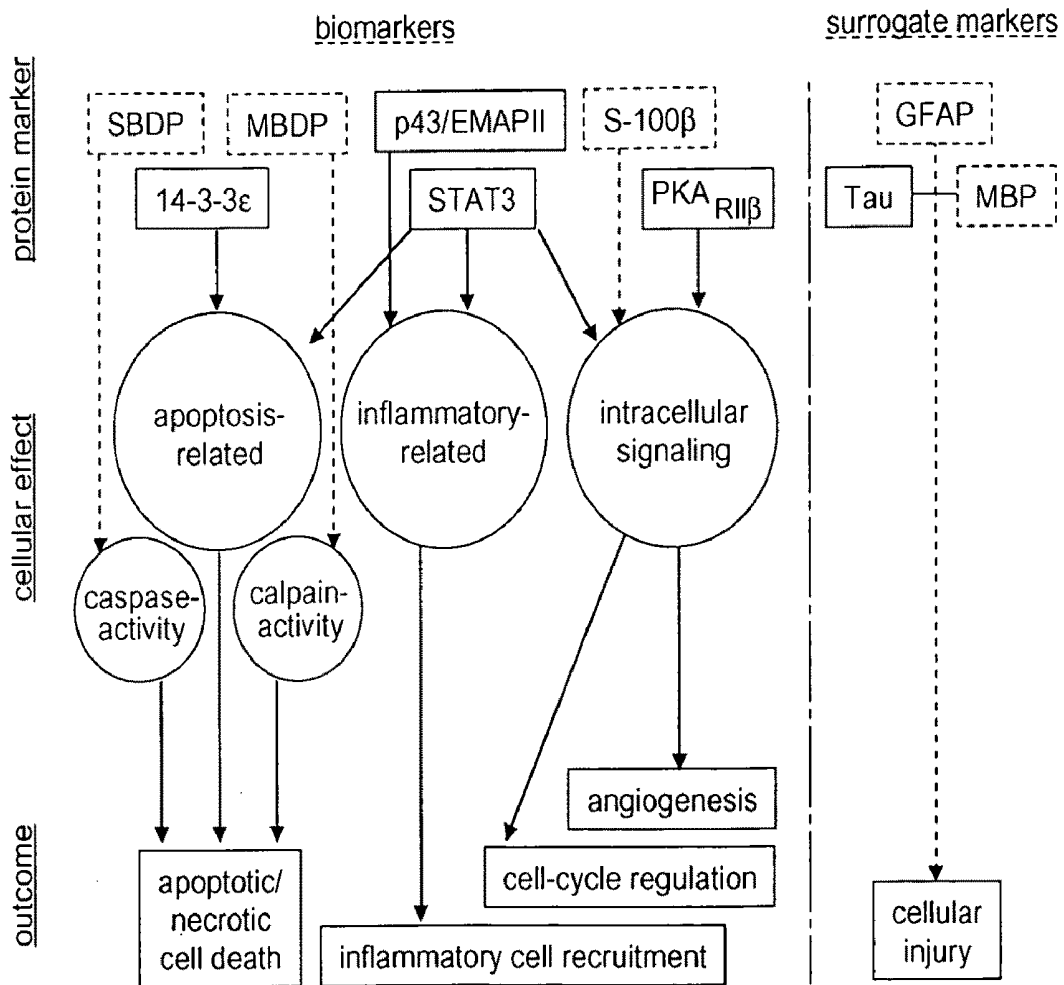 biomarkers
surrogate markers
protein marker
SBDP
MBDP
p43/EMAPII
S-100β
GFAP
14-3-3ε
STAT3
PKA RIIβ
Tau
MBP
cellular effect
apoptosis-
related
inflammatory-
related
intracellular
signaling
caspase-
activity
calpain-
activity
outcome
angiogenesis
cell-cycle regulation
apoptotic/
necrotic
cell death
inflammatory cell recruitment
cellular
injury